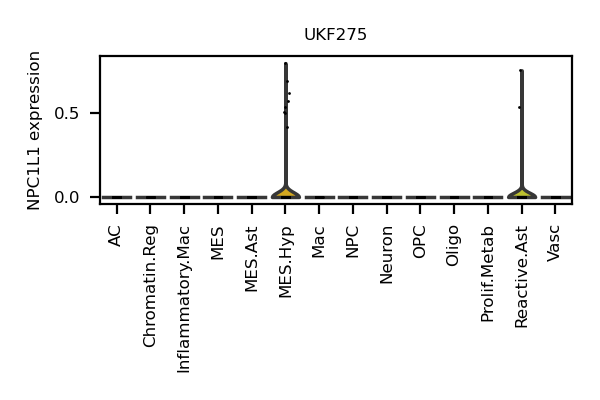 UKF275
NPC1L1 expression
0.5
0.0
AC
Chromatin.Reg
Inflammatory.Mac
MES
MES.Ast
MES.Hyp
Mac
NPC
Neuron
OPC
Oligo
Prolif.Metab
Reactive.Ast
Vasc